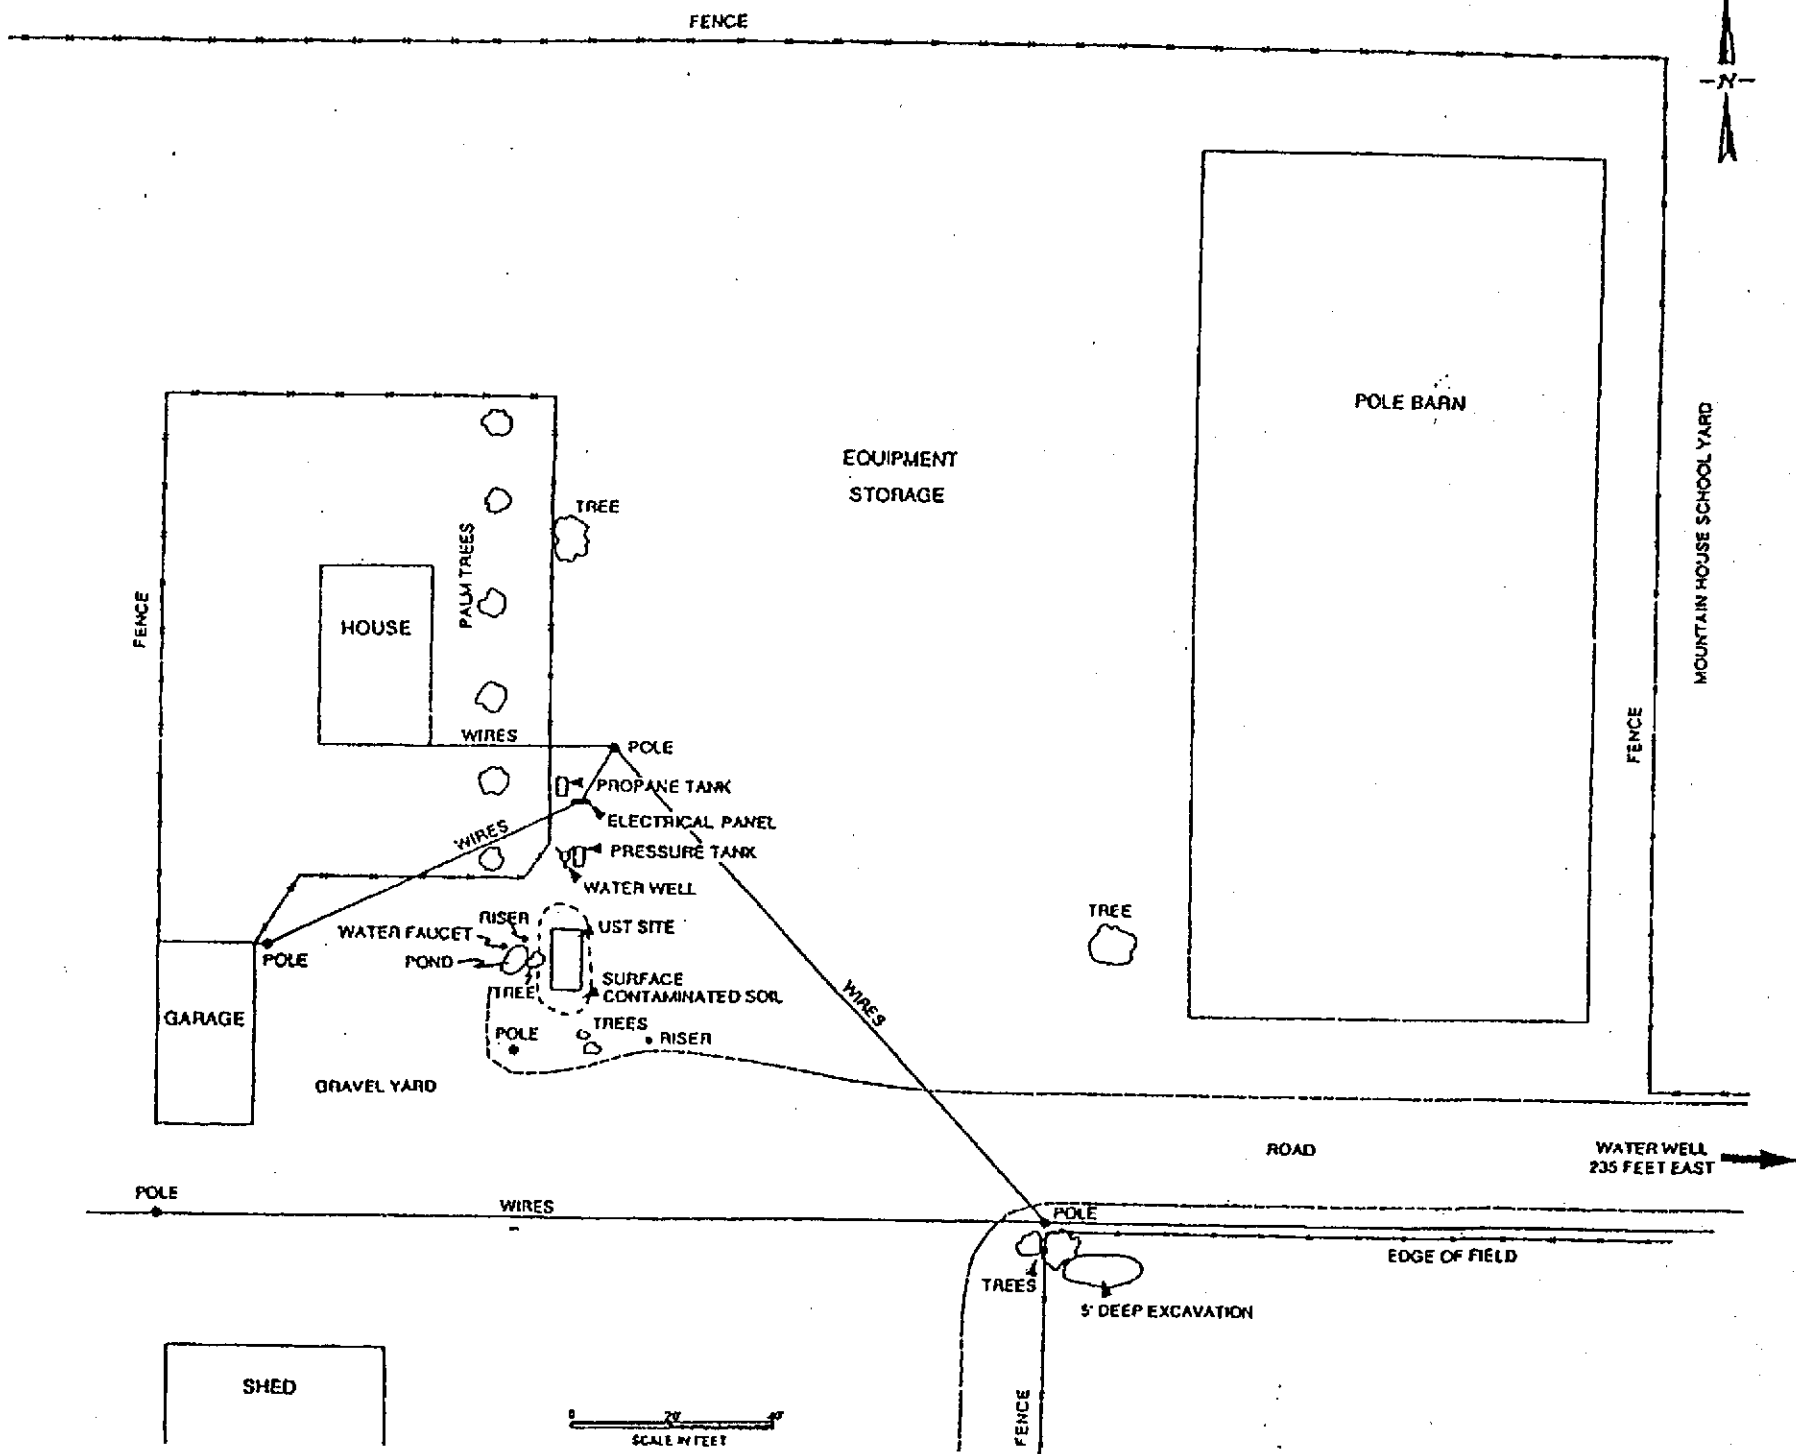 FENCE
-N-
POLE BARN
MOUNTAIN HOUSE SCHOOL YARD
EQUIPMENT
STORAGE
TREE
PALM TREES
FENCE
HOUSE
FENCE
WIRES
POLE
PROPANE TANK
ELECTRICAL PANEL
WIRES
PRESSURE TANK
WATER WELL
RISER
UST SITE
WATER FAUCET
POND
TREE
POLE
SURFACE
CONTAMINATED SOIL
TREE
WIRES
GARAGE
TREES
POLE
RISER
GRAVEL YARD
ROAD
WATER WELL
235 FEET EAST
POLE
WIRES
POLE
EDGE OF FIELD
TREES
5' DEEP EXCAVATION
SHED
FENCE
0 20' 40'
SCALE IN FEET